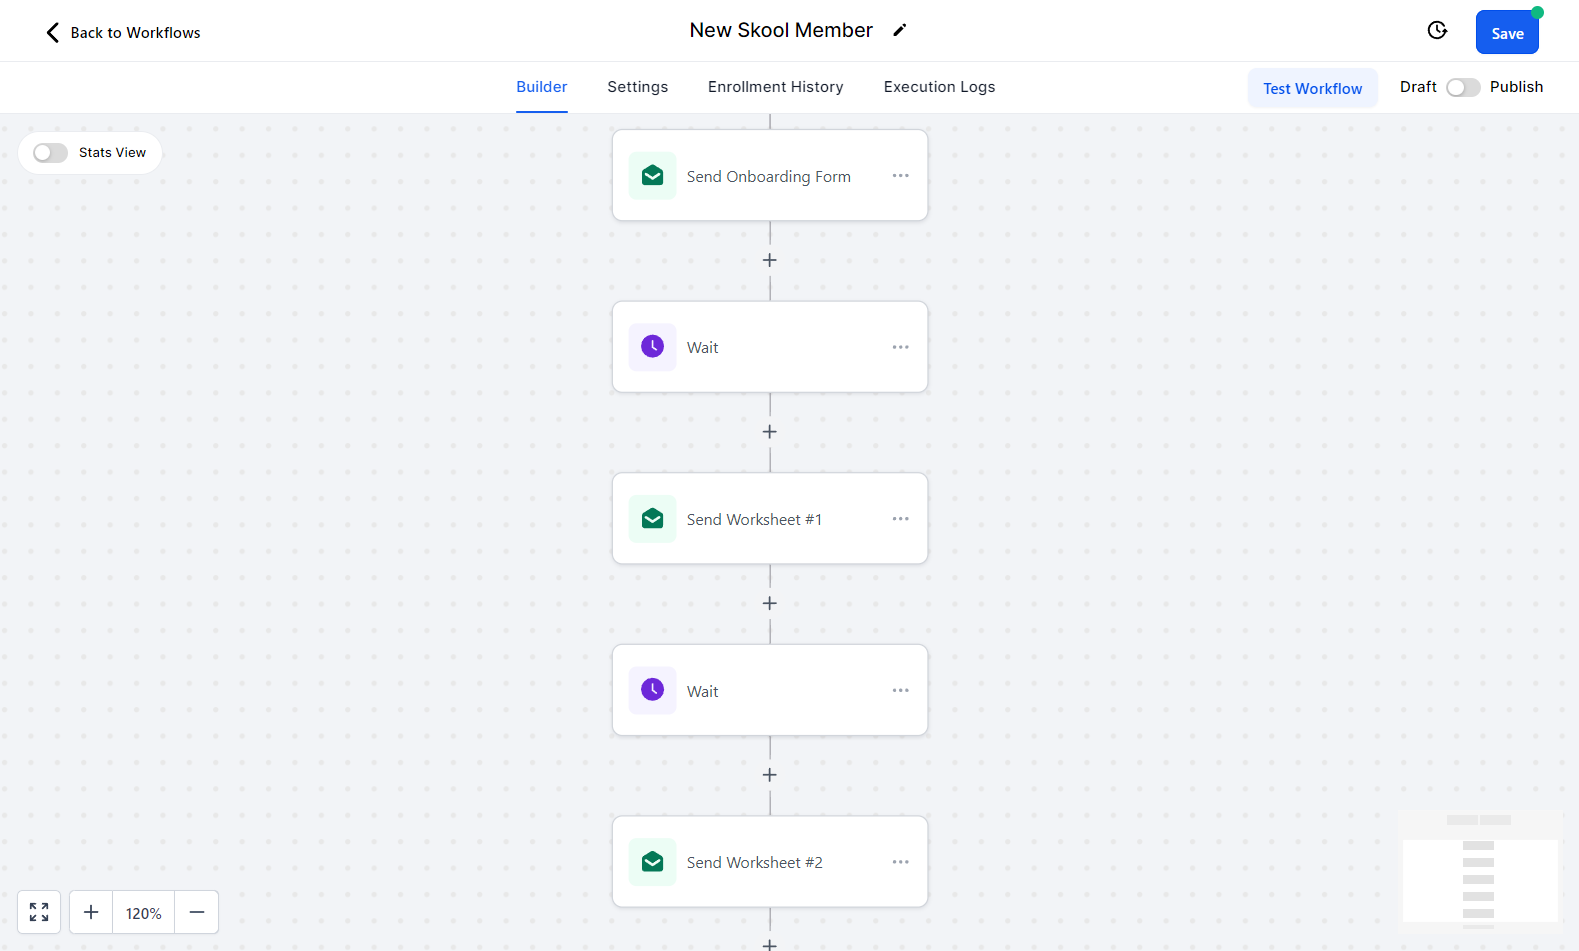 Back to Workflows
New Skool Member
Save
Builder
Settings
Enrollment History
Execution Logs
Test Workflow
Draft
Publish
Stats View
Send Onboarding Form
Wait
Send Worksheet #1
Wait
Send Worksheet #2
120%